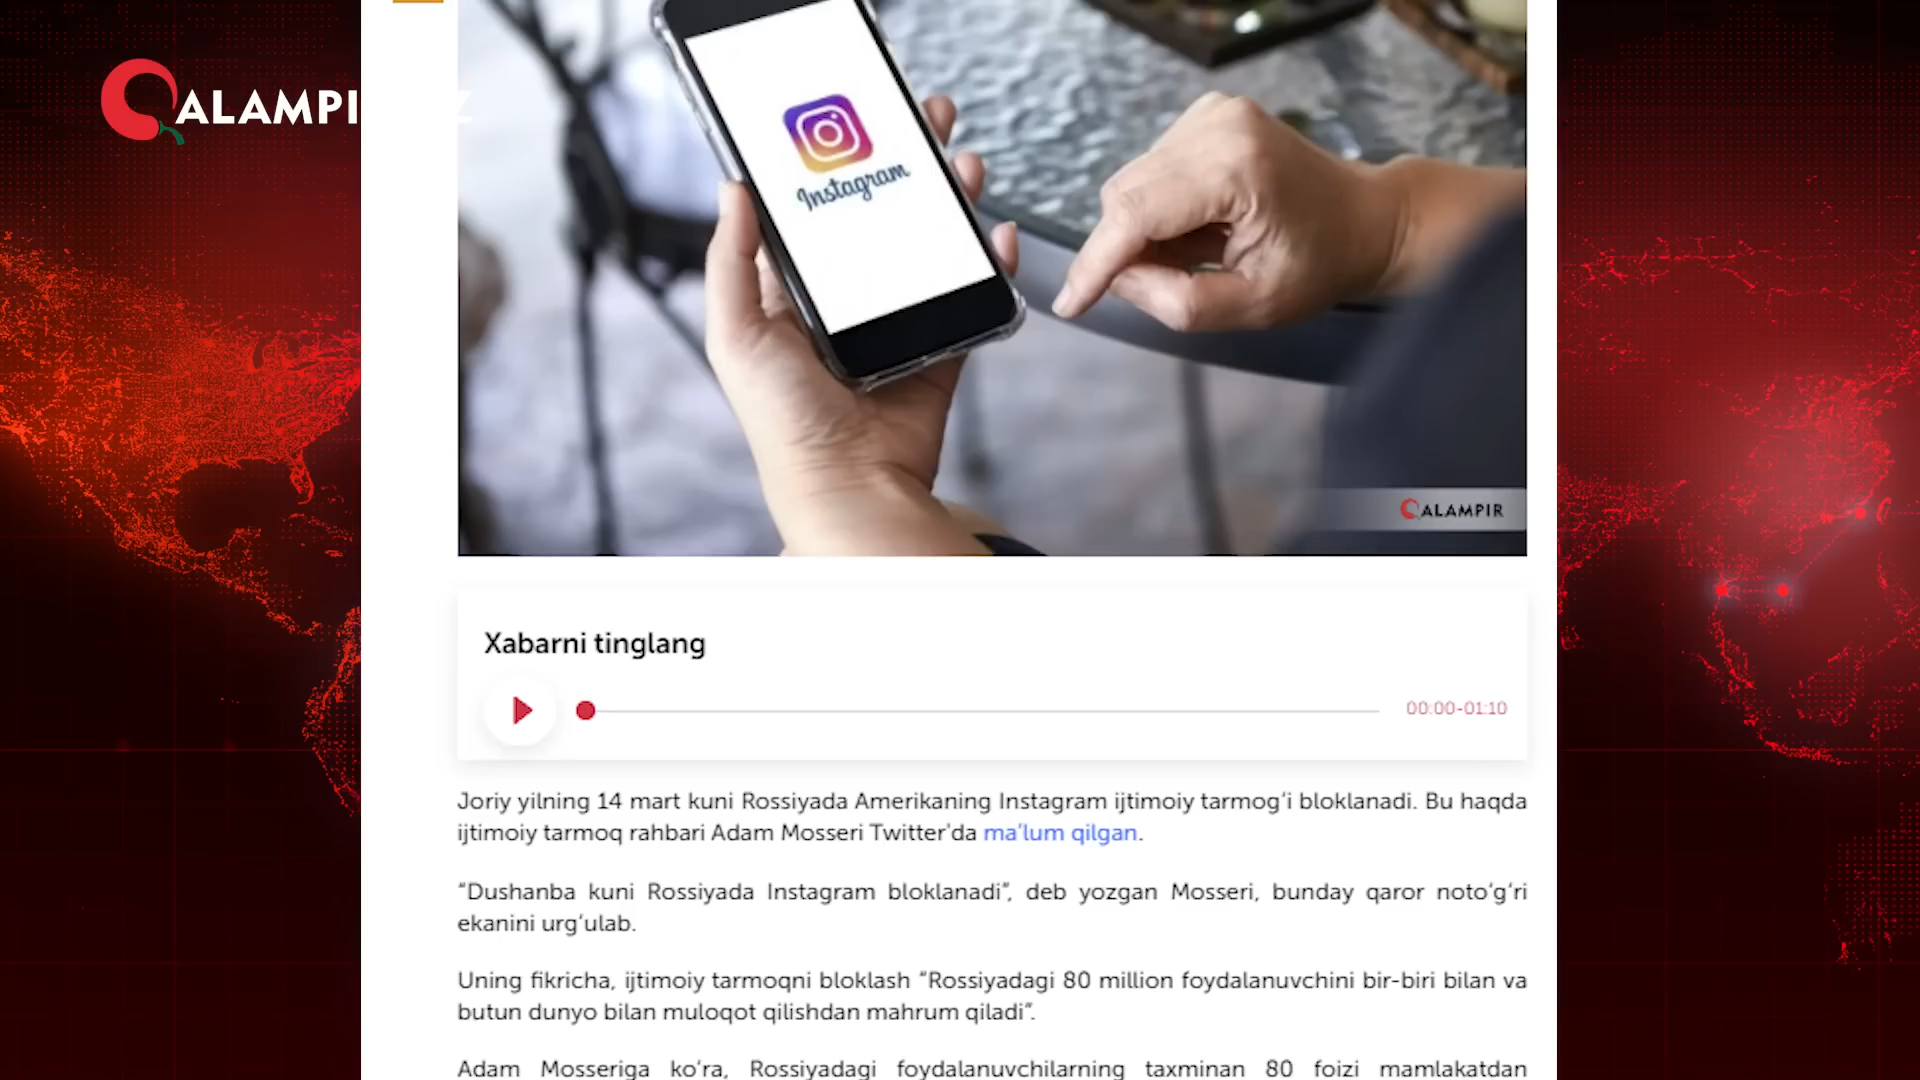 QALAMPI Z
Instagram
QALAMPIR
Xabarni tinglang
00:00-01:10
Joriy yilning 14 mart kuni Rossiyada Amerikaning Instagram ijtimoiy tarmog‘i bloklanadi. Bu haqda
ijtimoiy tarmoq rahbari Adam Mosseri Twitter'da ma’lum qilgan.
“Dushanba kuni Rossiyada Instagram bloklanadi”, deb yozgan Mosseri, bunday qaror noto‘g‘ri
ekanini urg‘ulab.
Uning fikricha, ijtimoiy tarmoqni bloklash “Rossiyadagi 80 million foydalanuvchini bir-biri bilan va
butun dunyo bilan muloqot qilishdan mahrum qiladi”.
Adam Mosseriga ko‘ra, Rossiyadagi foydalanuvchilarning taxminan 80 foizi mamlakatdan